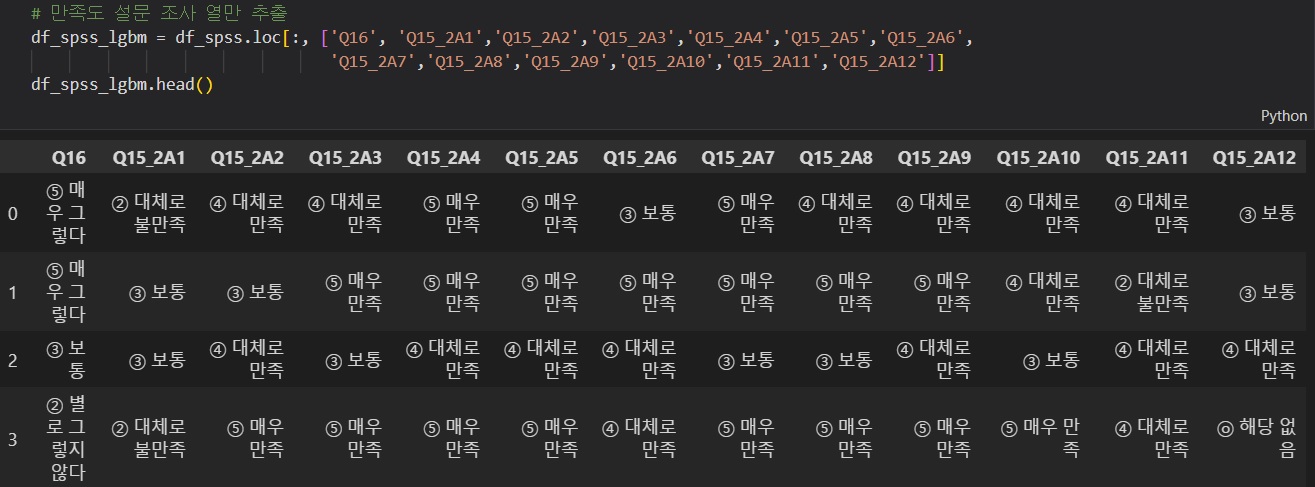 # 만족도 설문 조사 열만 추출
df_spss_lgbm = df_spss.loc[:, ['Q16', 'Q15_2A1','Q15_2A2','Q15_2A3','Q15_2A4','Q15_2A5','Q15_2A6',
'Q15_2A7','Q15_2A8','Q15_2A9','Q15_2A10','Q15_2A11','Q15_2A12']]
df_spss_lgbm.head()
Python
Q16 Q15_2A1 Q15_2A2 Q15_2A3 Q15_2A4 Q15_2A5 Q15_2A6 Q15_2A7 Q15_2A8 Q15_2A9 Q15_2A10 Q15_2A11 Q15_2A12
0 ⑤ 매우 그렇다 ② 대체로 불만족 ④ 대체로 만족 ④ 대체로 만족 ⑤ 매우 만족 ⑤ 매우 만족 ③ 보통 ⑤ 매우 만족 ④ 대체로 만족 ④ 대체로 만족 ④ 대체로 만족 ④ 대체로 만족 ③ 보통
1 ⑤ 매우 그렇다 ③ 보통 ③ 보통 ⑤ 매우 만족 ⑤ 매우 만족 ⑤ 매우 만족 ⑤ 매우 만족 ⑤ 매우 만족 ⑤ 매우 만족 ⑤ 매우 만족 ④ 대체로 만족 ② 대체로 불만족 ③ 보통
2 ③ 보통 ③ 보통 ④ 대체로 만족 ③ 보통 ④ 대체로 만족 ④ 대체로 만족 ④ 대체로 만족 ③ 보통 ③ 보통 ④ 대체로 만족 ③ 보통 ④ 대체로 만족 ④ 대체로 만족
3 ② 별로 그렇지 않다 ② 대체로 불만족 ⑤ 매우 만족 ⑤ 매우 만족 ⑤ 매우 만족 ⑤ 매우 만족 ④ 대체로 만족 ⑤ 매우 만족 ⑤ 매우 만족 ⑤ 매우 만족 ⑤ 매우 만족 ④ 대체로 만족 ⓞ 해당 없음